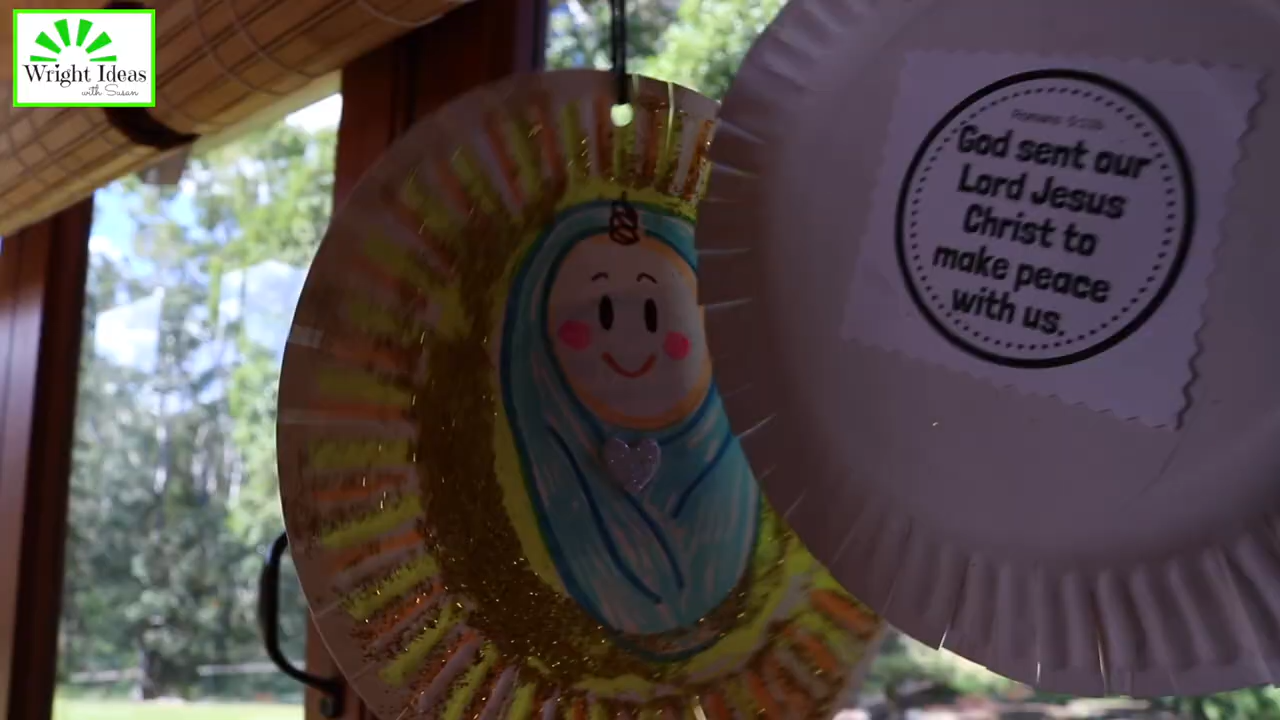 Wright Ideas
with Susan
God sent our
Lord Jesus
Christ to
make peace
with us.